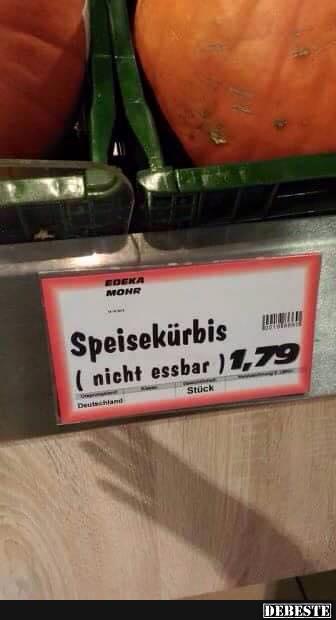 EDEKA
MOHR
Speisekürbis
( nicht essbar ) 1,79
Deutschland
Stück
DEBESTE